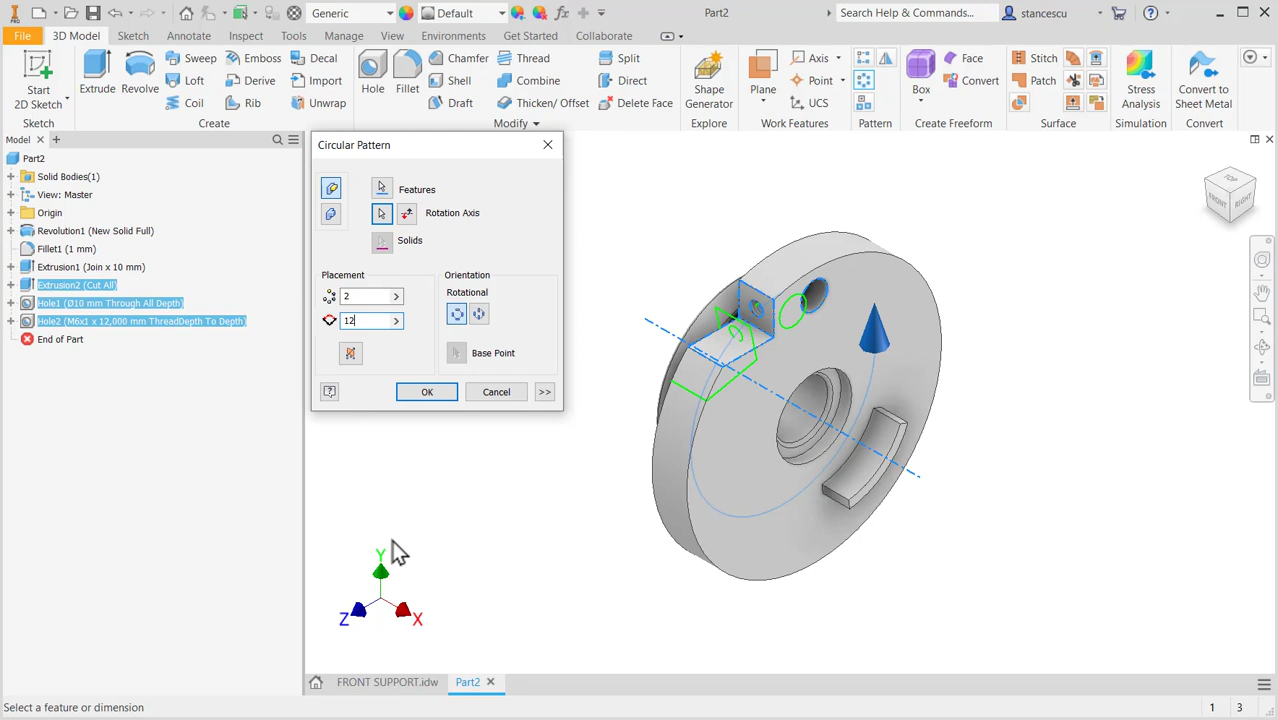 PRO
Generic
Default
fx
Part2
Search Help & Commands...
stancescu
File
3D Model
Sketch
Annotate
Inspect
Tools
Manage
View
Environments
Get Started
Collaborate
Start
2D Sketch
Sketch
Extrude
Revolve
Sweep
Loft
Coil
Emboss
Derive
Rib
Decal
Import
Unwrap
Create
Hole
Fillet
Chamfer
Shell
Draft
Thread
Combine
Thicken/ Offset
Split
Direct
Delete Face
Modify
Shape
Generator
Explore
Plane
Axis
Point
UCS
Work Features
Pattern
Box
Face
Convert
Create Freeform
Stitch
Patch
Surface
Stress
Analysis
Simulation
Convert to
Sheet Metal
Convert
Model
Part2
Solid Bodies(1)
View: Master
Origin
Revolution1 (New Solid Full)
Fillet1 (1 mm)
Extrusion1 (Join x 10 mm)
Extrusion2 (Cut All)
Hole1 (Ø10 mm Through All Depth)
Hole2 (M6x1 x 12,000 mm ThreadDepth To Depth)
End of Part
Circular Pattern
Features
Rotation Axis
Solids
Placement
2
12
Orientation
Rotational
Base Point
OK
Cancel
>>
TOP
FRONT
RIGHT
Y
Z
X
FRONT SUPPORT.idw
Part2
Select a feature or dimension
1
3